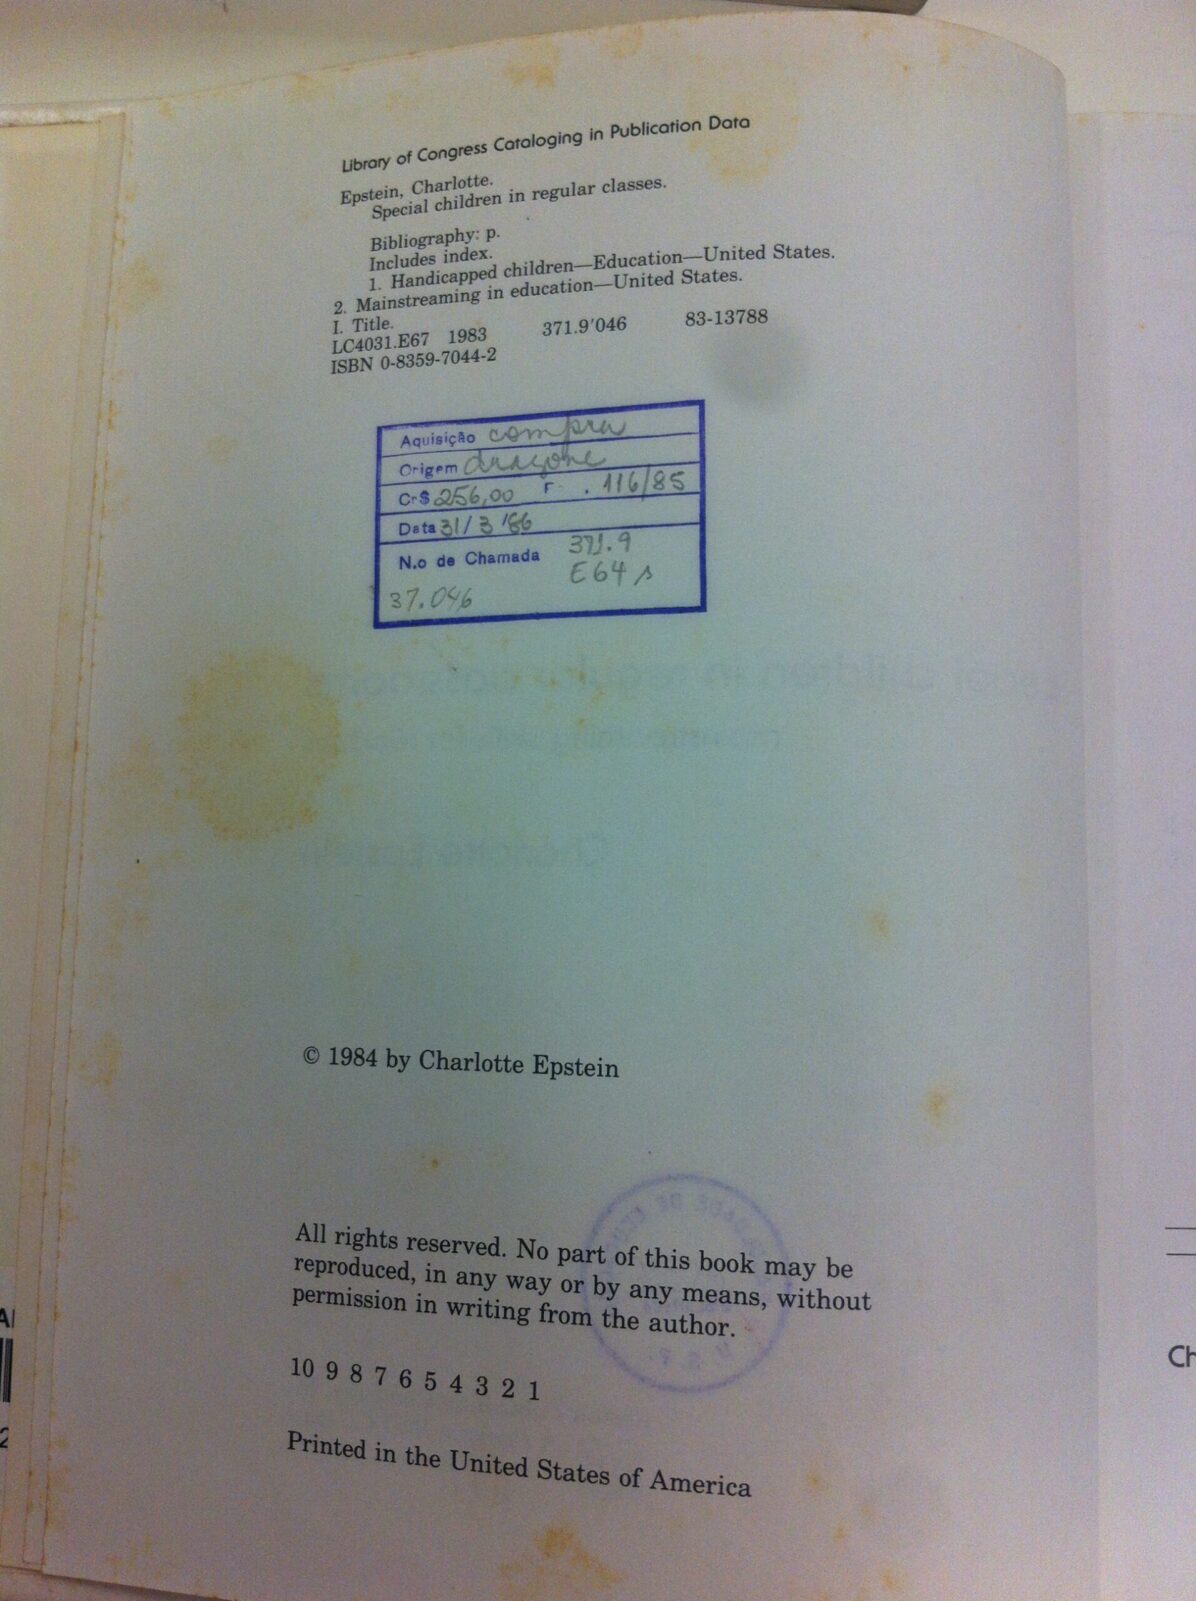 Library of Congress Cataloging in Publication Data
Epstein, Charlotte.
Special children in regular classes.
Bibliography: p.
Includes index.
1. Handicapped children—Education—United States.
2. Mainstreaming in education—United States.
I. Title.
LC4031.E67 1983 371.9'046 83-13788
ISBN 0-8359-7044-2
Aquisição compra
Origem dragone
Cr$ 256,00 F . 116/85
Data 31/3/86
N.o de Chamada 371.9
E64s
37.046
© 1984 by Charlotte Epstein
All rights reserved. No part of this book may be
reproduced, in any way or by any means, without
permission in writing from the author.
10 9 8 7 6 5 4 3 2 1
Printed in the United States of America
Ch